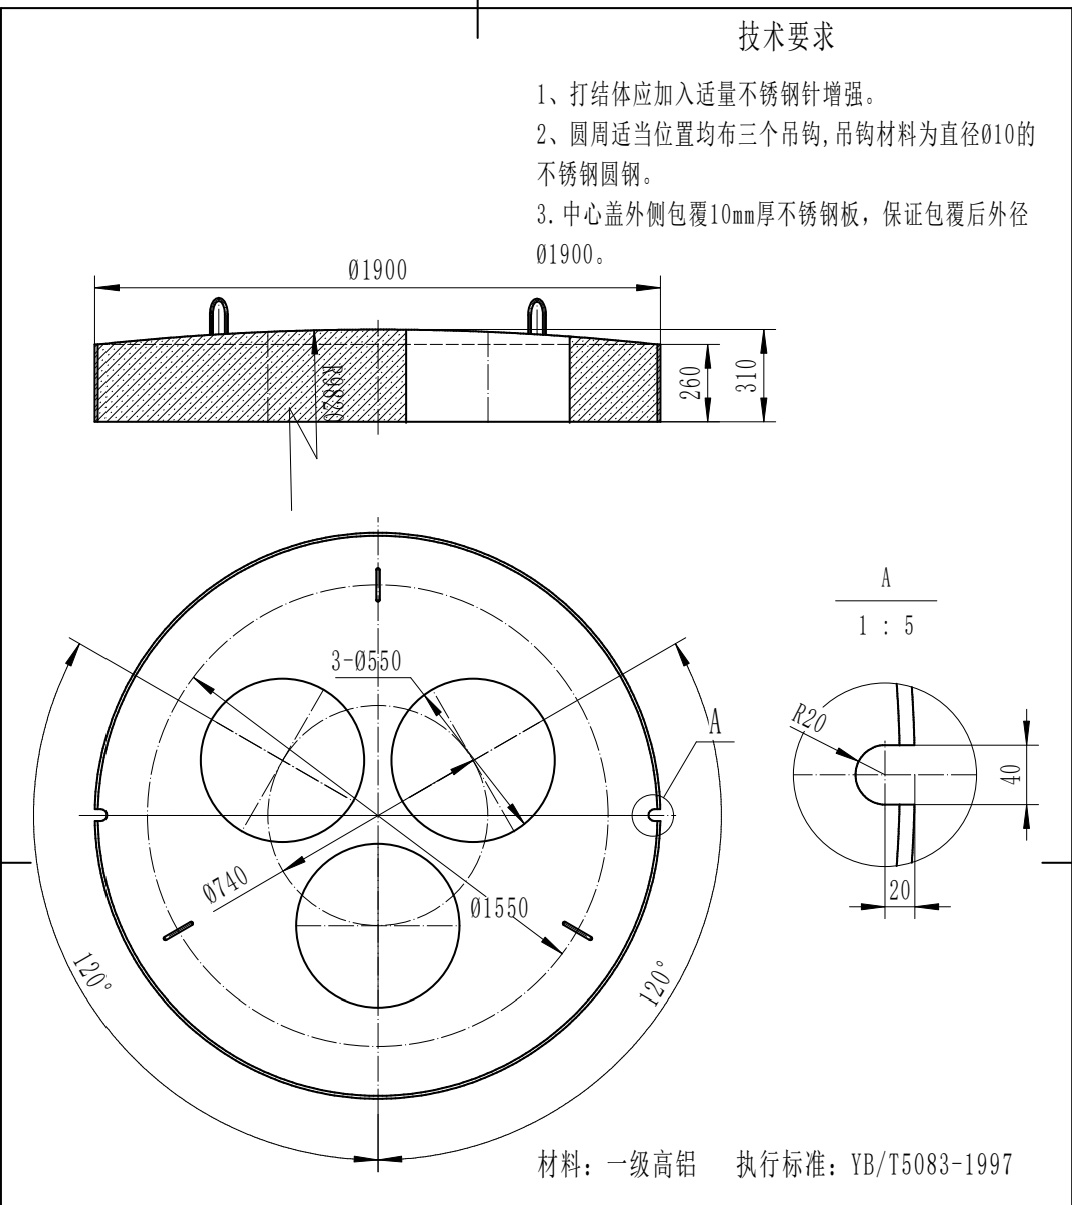 技术要求
1、打结体应加入适量不锈钢针增强。
2、圆周适当位置均布三个吊钩,吊钩材料为直径Ø10的
不锈钢圆钢。
3.中心盖外侧包覆10mm厚不锈钢板，保证包覆后外径
Ø1900。
Ø1900
R9820
260
310
A
1 : 5
3-Ø550
A
R20
40
20
Ø740
Ø1550
120°
120°
材料：一级高铝 执行标准：YB/T5083-1997